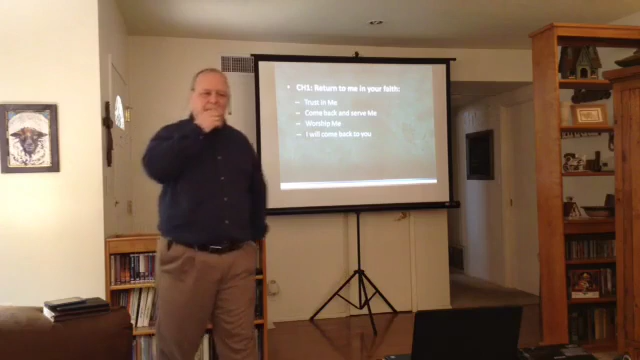 • CH1: Return to me in your faith:
– Trust in Me
– Come back and serve Me
– Worship Me
– I will come back to you